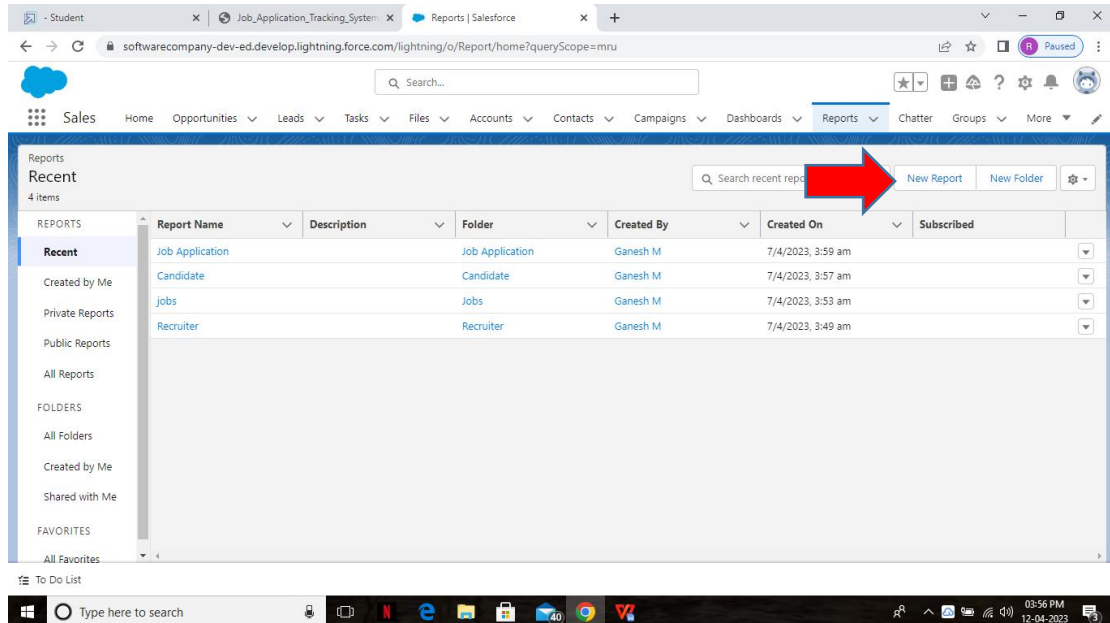 - Student
Job_Application_Tracking_System
Reports | Salesforce
softwarecompany-dev-ed.develop.lightning.force.com/lightning/o/Report/home?queryScope=mru
R Paused
Search...
Sales Home Opportunities Leads Tasks Files Accounts Contacts Campaigns Dashboards Reports Chatter Groups More
Reports
Recent
4 items
Search recent repo
New Report
New Folder
REPORTS
Recent
Created by Me
Private Reports
Public Reports
All Reports
FOLDERS
All Folders
Created by Me
Shared with Me
FAVORITES
All Favorites
Report Name Description Folder Created By Created On Subscribed
Job Application Job Application Ganesh M 7/4/2023, 3:59 am
Candidate Candidate Ganesh M 7/4/2023, 3:57 am
jobs Jobs Ganesh M 7/4/2023, 3:53 am
Recruiter Recruiter Ganesh M 7/4/2023, 3:49 am
To Do List
Type here to search
N
40
03:56 PM
12-04-2023
3